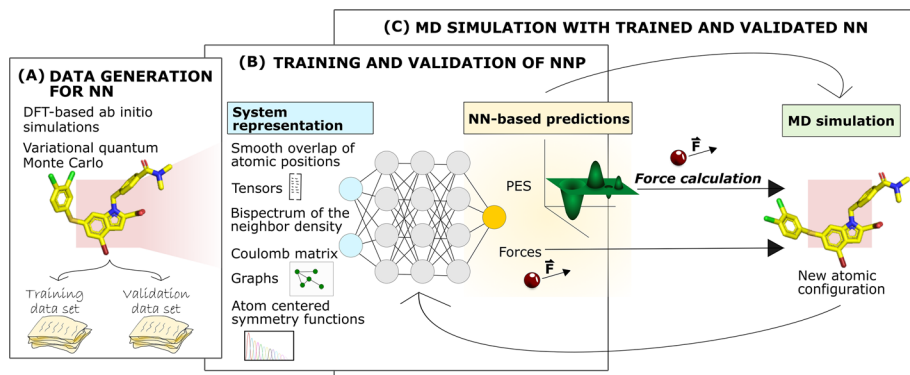 (C) MD SIMULATION WITH TRAINED AND VALIDATED NN
(B) TRAINING AND VALIDATION OF NNP
(A) DATA GENERATION
FOR NN
DFT-based ab initio
simulations
Variational quantum
Monte Carlo
Training
data set
Validation
data set
System
representation
Smooth overlap of
atomic positions
Tensors
Bispectrum of the
neighbor density
Coulomb matrix
Graphs
Atom centered
symmetry functions
NN-based predictions
PES
Forces
F
F
Force calculation
MD simulation
New atomic
configuration